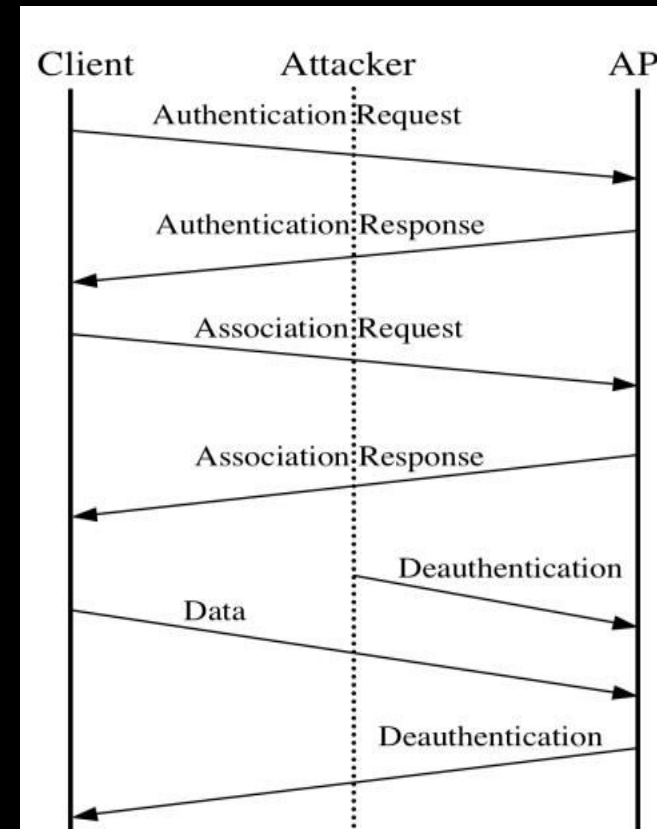 Client Attacker AP
Authentication Request
Authentication Response
Association Request
Association Response
Deauthentication
Data
Deauthentication